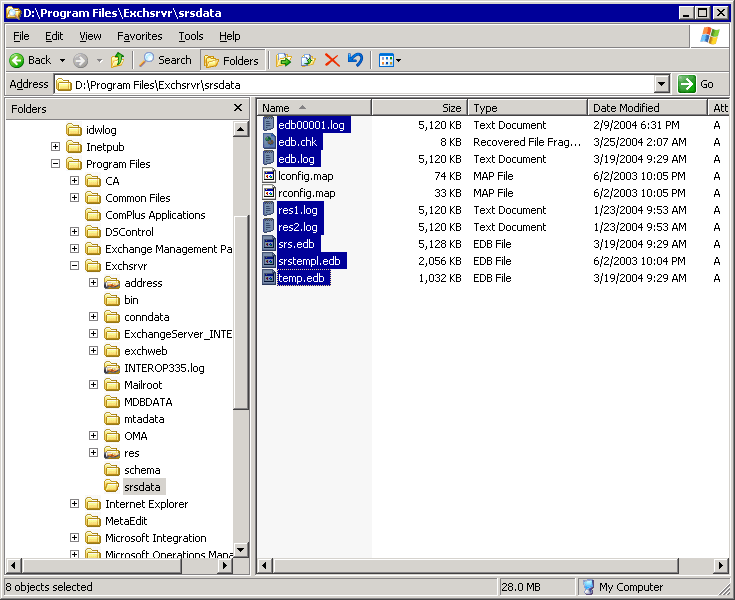 D:\Program Files\Exchsrvr\srsdata
File Edit View Favorites Tools Help
Back Search Folders
Address D:\Program Files\Exchsrvr\srsdata Go
Folders
idwlog
Inetpub
Program Files
CA
Common Files
ComPlus Applications
DSControl
Exchange Management Pa
Exchsrvr
address
bin
conndata
ExchangeServer_INTE
exchweb
INTEROP335.log
Mailroot
MDBDATA
mtadata
OMA
res
schema
srsdata
Internet Explorer
MetaEdit
Microsoft Integration
Microsoft Operations Mana
Name Size Type Date Modified Att
edb00001.log 5,120 KB Text Document 2/9/2004 6:31 PM A
edb.chk 8 KB Recovered File Frag... 3/25/2004 2:07 AM A
edb.log 5,120 KB Text Document 3/19/2004 9:29 AM A
lconfig.map 74 KB MAP File 6/2/2003 10:05 PM A
rconfig.map 33 KB MAP File 6/2/2003 10:05 PM A
res1.log 5,120 KB Text Document 1/23/2004 9:53 AM A
res2.log 5,120 KB Text Document 1/23/2004 9:53 AM A
srs.edb 5,128 KB EDB File 3/19/2004 9:29 AM A
srstempl.edb 2,056 KB EDB File 6/2/2003 10:04 PM A
temp.edb 1,032 KB EDB File 3/19/2004 9:29 AM A
8 objects selected 28.0 MB My Computer